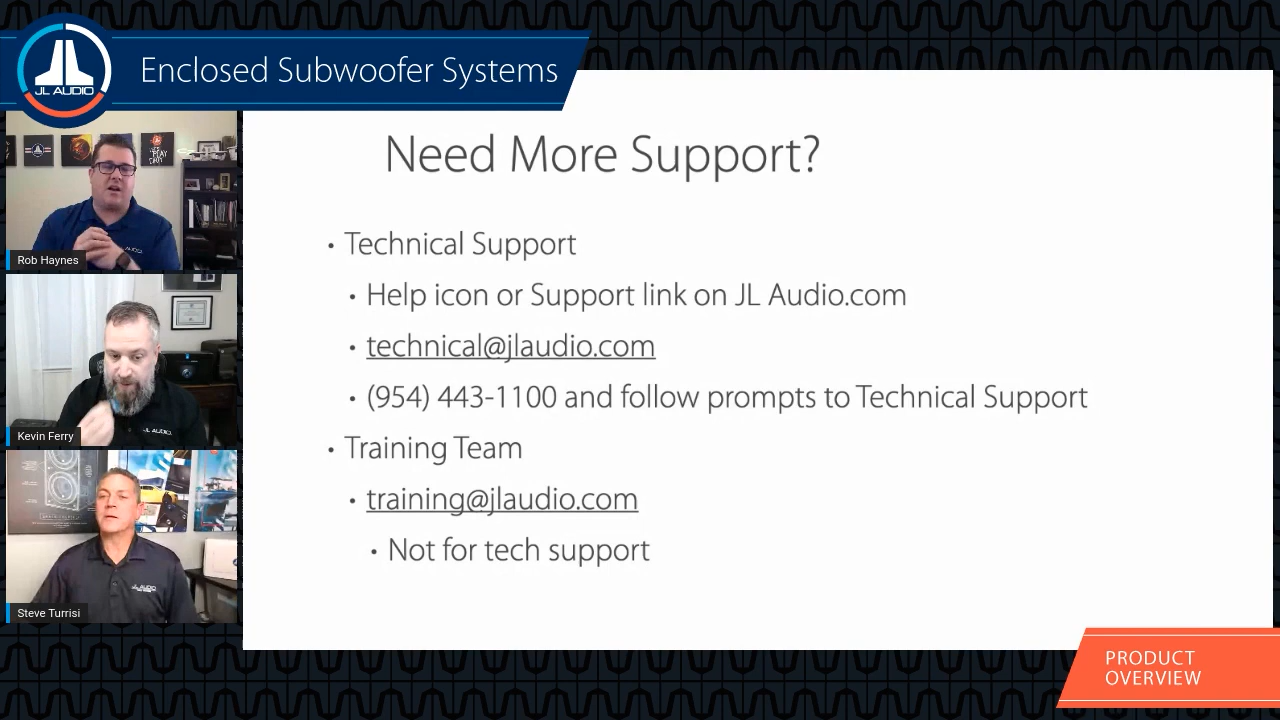 JL AUDIO
Enclosed Subwoofer Systems
Need More Support?
• Technical Support
• Help icon or Support link on JL Audio.com
• technical@jlaudio.com
• (954) 443-1100 and follow prompts to Technical Support
• Training Team
• training@jlaudio.com
• Not for tech support
Rob Haynes
Kevin Ferry
JL AUDIO
Steve Turrisi
PRODUCT
OVERVIEW